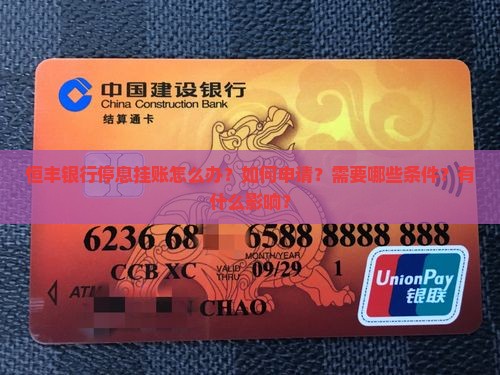 中国建设银行
China Construction Bank
结算通卡
恒丰银行停息挂账怎么办？如何申请？需要哪些条件？有
什么影响？
6236 68 6588 8888 888
MONTH/YEAR
VALID THRU 09/29 1
CCB XC
ATM
CHAO
UnionPay
银联